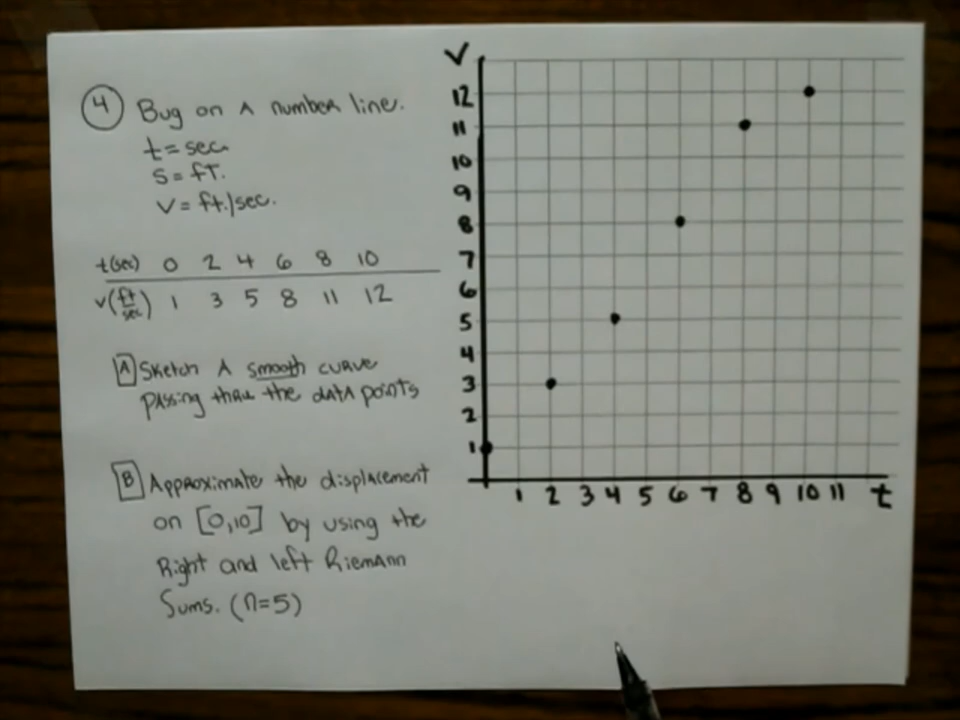 4 Bug on A number line.
t = sec.
s = fT.
v = ft./sec.
t(sec) 0 2 4 6 8 10
v(ft/sec) 1 3 5 8 11 12
A Sketch A smooth curve
passing thru the data points
B Approximate the displacement
on [0,10] by using the
Right and left Riemann
Sums. (n=5)
V
12
11
10
9
8
7
6
5
4
3
2
1
1 2 3 4 5 6 7 8 9 10 11 t